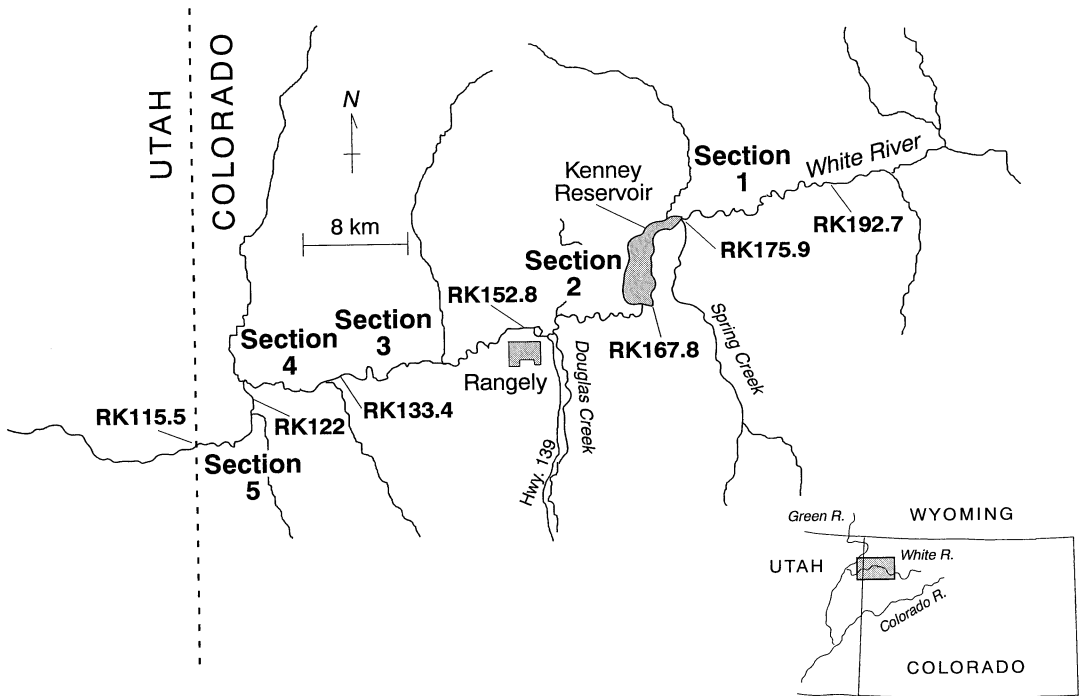 UTAH
COLORADO
N
8 km
Kenney
Reservoir
Section
1
White River
RK192.7
RK175.9
Section
2
RK152.8
RK167.8
Spring Creek
Section
3
Section
4
Rangely
Douglas Creek
RK133.4
RK115.5
RK122
Section
5
Hwy. 139
Green R.
WYOMING
UTAH
White R.
Colorado R.
COLORADO